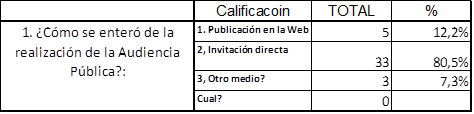 Calificacoin TOTAL %
1. ¿Cómo se enteró de la
realización de la Audiencia
Pública?:
1. Publicación en la Web 5 12,2%
2, Invitación directa 33 80,5%
3, Otro medio? 3 7,3%
Cual? 0